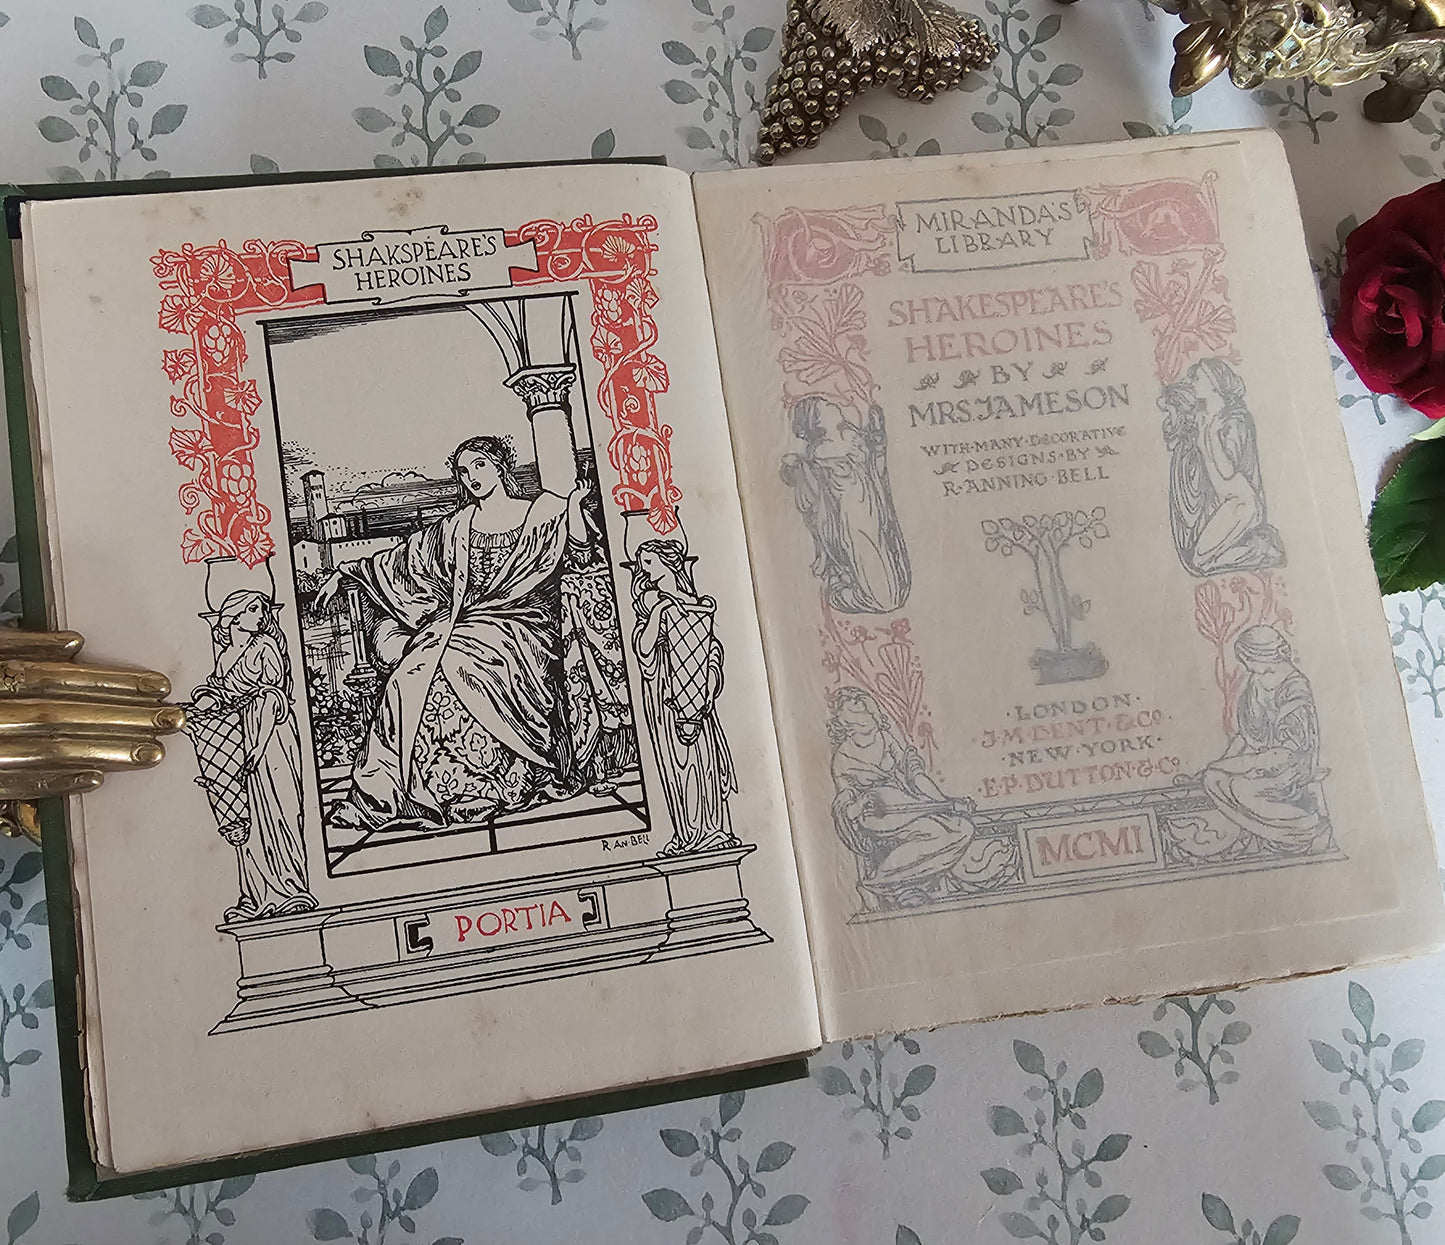 SHAKSPEARE'S
HEROINES
R. AN. BELL
PORTIA
MIRANDA'S
LIBRARY
SHAKESPEARE'S
HEROINES
BY
MRS. JAMESON
WITH·MANY·DECORATIVE
DESIGNS·BY
R·ANNING·BELL
·LONDON·
·J·M·DENT·&·Co·
·NEW·YORK·
·E·P·DUTTON·&·Co·
MCMI